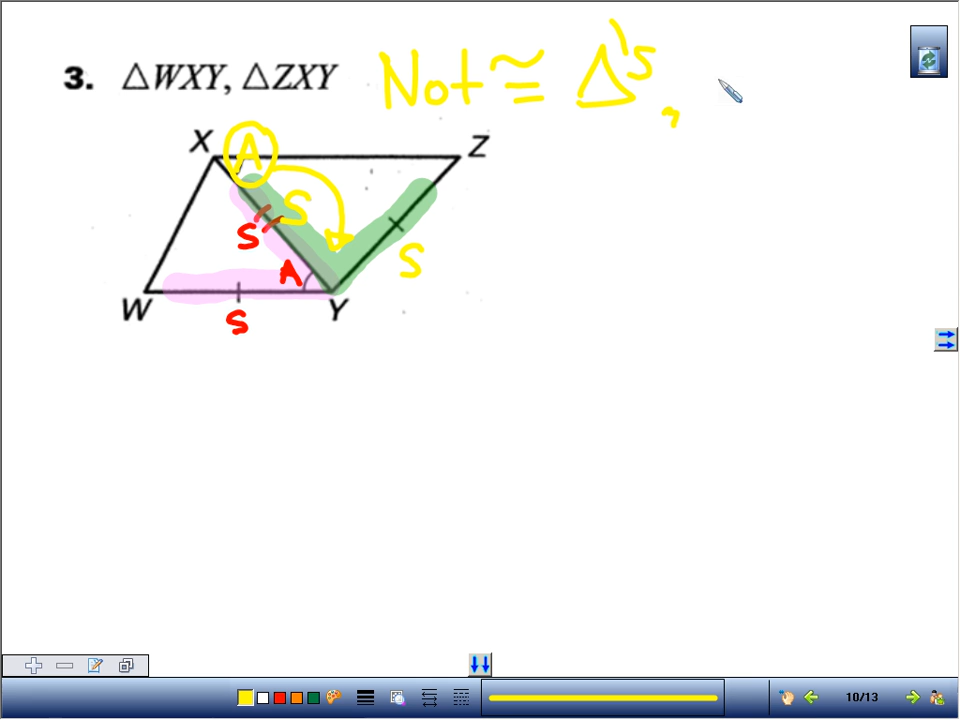 3. △WXY, △ZXY Not ≅ △'s,
X A Z
S S
S A
W S Y
10/13